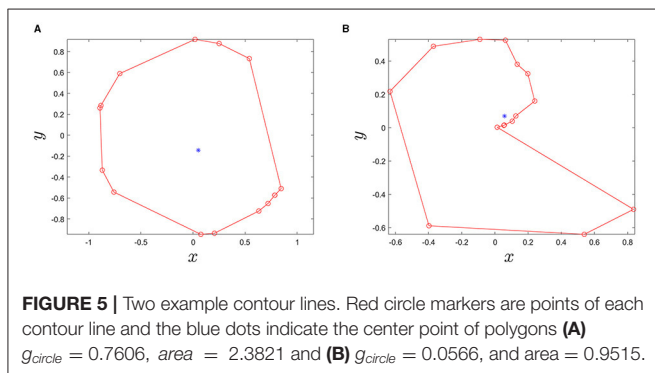 A
B
0.8
0.6
0.4
0.2
0
-0.2
-0.4
-0.6
-0.8
y
-1 -0.5 0 0.5 1
x
0.4
0.2
0
-0.2
-0.4
-0.6
y
-0.6 -0.4 -0.2 0 0.2 0.4 0.6 0.8
x
FIGURE 5 | Two example contour lines. Red circle markers are points of each
contour line and the blue dots indicate the center point of polygons (A)
gcircle = 0.7606, area = 2.3821 and (B) gcircle = 0.0566, and area = 0.9515.